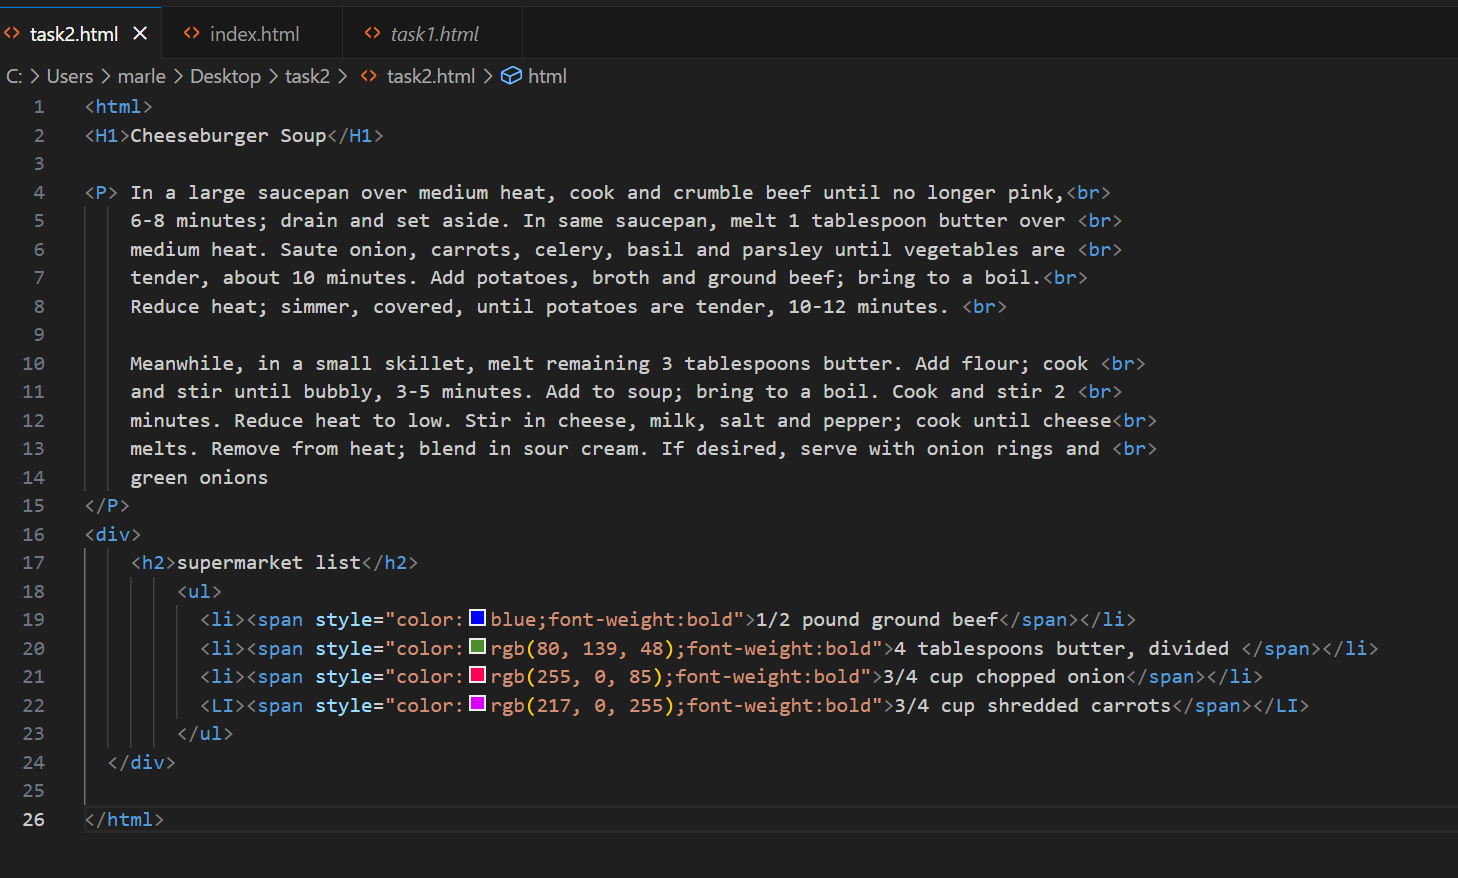 task2.html
index.html
task1.html
C: > Users > marle > Desktop > task2 > task2.html > html
1 <html>
2 <H1>Cheeseburger Soup</H1>
3
4 <P> In a large saucepan over medium heat, cook and crumble beef until no longer pink,<br>
5 6-8 minutes; drain and set aside. In same saucepan, melt 1 tablespoon butter over <br>
6 medium heat. Saute onion, carrots, celery, basil and parsley until vegetables are <br>
7 tender, about 10 minutes. Add potatoes, broth and ground beef; bring to a boil.<br>
8 Reduce heat; simmer, covered, until potatoes are tender, 10-12 minutes. <br>
9
10 Meanwhile, in a small skillet, melt remaining 3 tablespoons butter. Add flour; cook <br>
11 and stir until bubbly, 3-5 minutes. Add to soup; bring to a boil. Cook and stir 2 <br>
12 minutes. Reduce heat to low. Stir in cheese, milk, salt and pepper; cook until cheese<br>
13 melts. Remove from heat; blend in sour cream. If desired, serve with onion rings and <br>
14 green onions
15 </P>
16 <div>
17 <h2>supermarket list</h2>
18 <ul>
19 <li><span style="color:blue;font-weight:bold">1/2 pound ground beef</span></li>
20 <li><span style="color:rgb(80, 139, 48);font-weight:bold">4 tablespoons butter, divided </span></li>
21 <li><span style="color:rgb(255, 0, 85);font-weight:bold">3/4 cup chopped onion</span></li>
22 <LI><span style="color:rgb(217, 0, 255);font-weight:bold">3/4 cup shredded carrots</span></LI>
23 </ul>
24 </div>
25
26 </html>